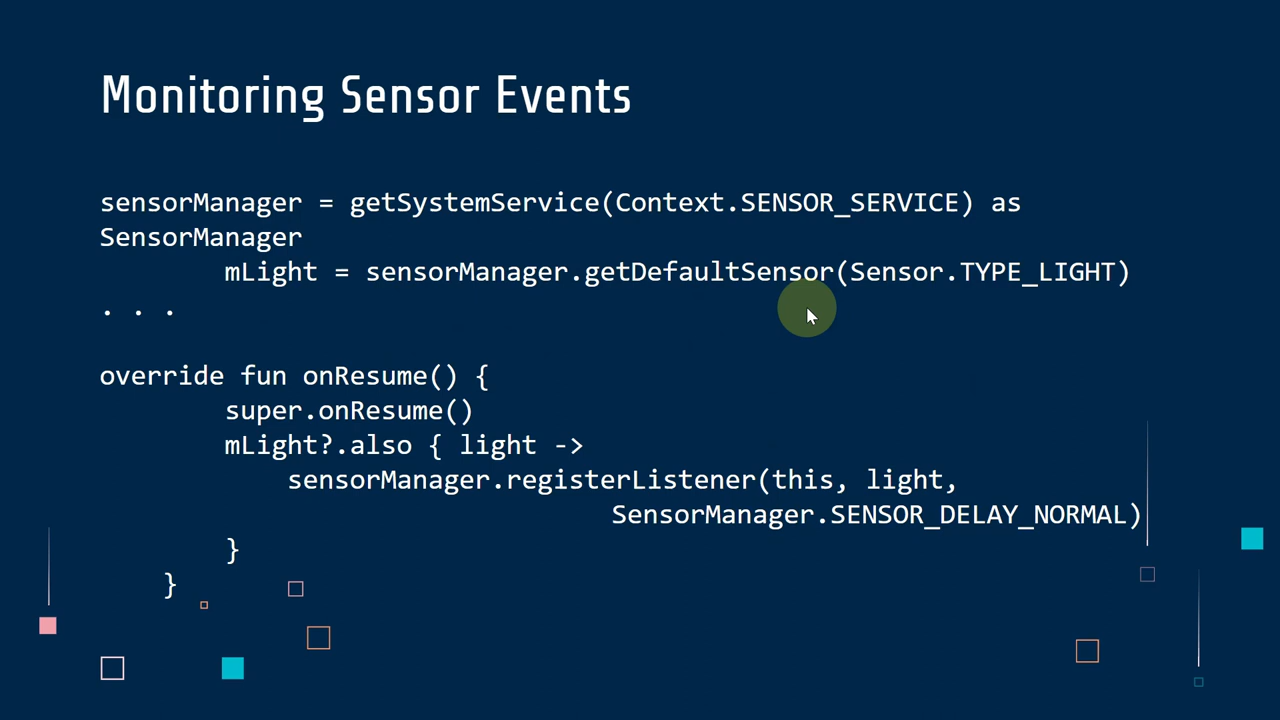 Monitoring Sensor Events
sensorManager = getSystemService(Context.SENSOR_SERVICE) as
SensorManager
mLight = sensorManager.getDefaultSensor(Sensor.TYPE_LIGHT)
. . .
override fun onResume() {
super.onResume()
mLight?.also { light ->
sensorManager.registerListener(this, light,
SensorManager.SENSOR_DELAY_NORMAL)
}
}